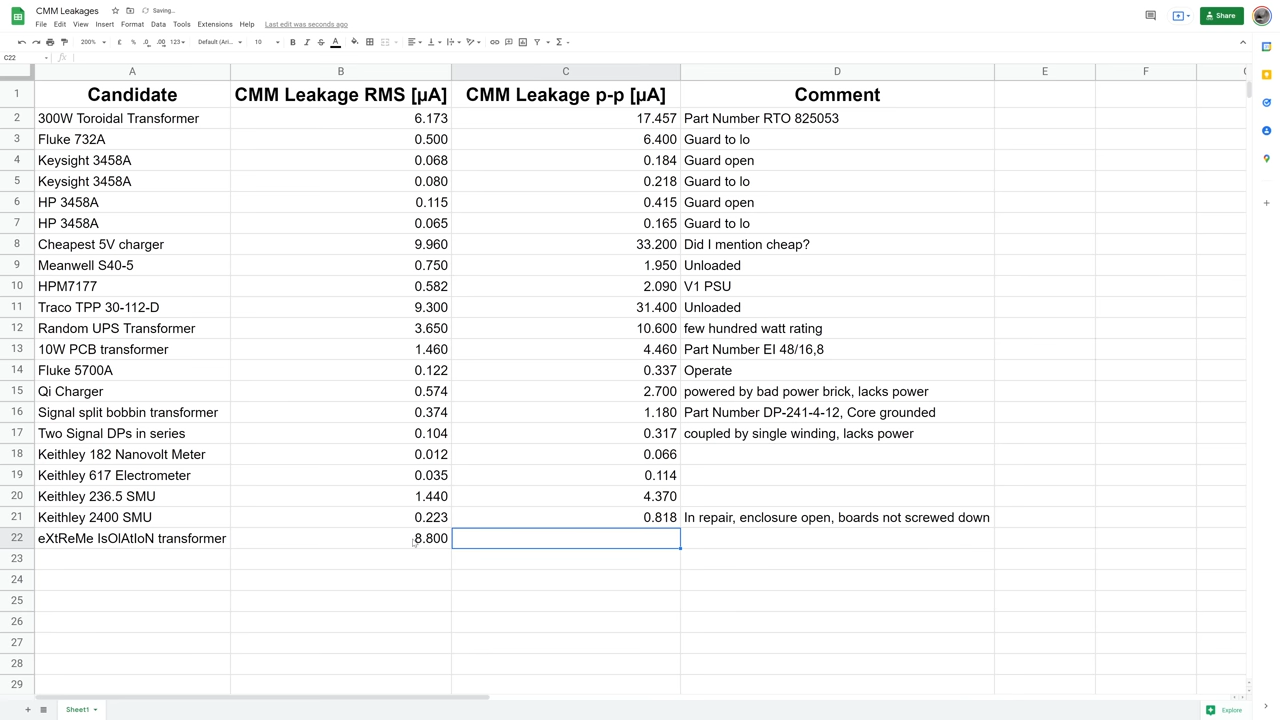 CMM Leakages
Saving...
File Edit View Insert Format Data Tools Extensions Help Last edit was seconds ago
Share
200% £ % .0 .00 123 Default (Ari... 10 B I S A
C22 fx
A B C D E F
1 Candidate CMM Leakage RMS [µA] CMM Leakage p-p [µA] Comment
2 300W Toroidal Transformer 6.173 17.457 Part Number RTO 825053
3 Fluke 732A 0.500 6.400 Guard to lo
4 Keysight 3458A 0.068 0.184 Guard open
5 Keysight 3458A 0.080 0.218 Guard to lo
6 HP 3458A 0.115 0.415 Guard open
7 HP 3458A 0.065 0.165 Guard to lo
8 Cheapest 5V charger 9.960 33.200 Did I mention cheap?
9 Meanwell S40-5 0.750 1.950 Unloaded
10 HPM7177 0.582 2.090 V1 PSU
11 Traco TPP 30-112-D 9.300 31.400 Unloaded
12 Random UPS Transformer 3.650 10.600 few hundred watt rating
13 10W PCB transformer 1.460 4.460 Part Number EI 48/16,8
14 Fluke 5700A 0.122 0.337 Operate
15 Qi Charger 0.574 2.700 powered by bad power brick, lacks power
16 Signal split bobbin transformer 0.374 1.180 Part Number DP-241-4-12, Core grounded
17 Two Signal DPs in series 0.104 0.317 coupled by single winding, lacks power
18 Keithley 182 Nanovolt Meter 0.012 0.066
19 Keithley 617 Electrometer 0.035 0.114
20 Keithley 236.5 SMU 1.440 4.370
21 Keithley 2400 SMU 0.223 0.818 In repair, enclosure open, boards not screwed down
22 eXtReMe IsOlAtIoN transformer 8.800
23
24
25
26
27
28
29
Sheet1
Explore